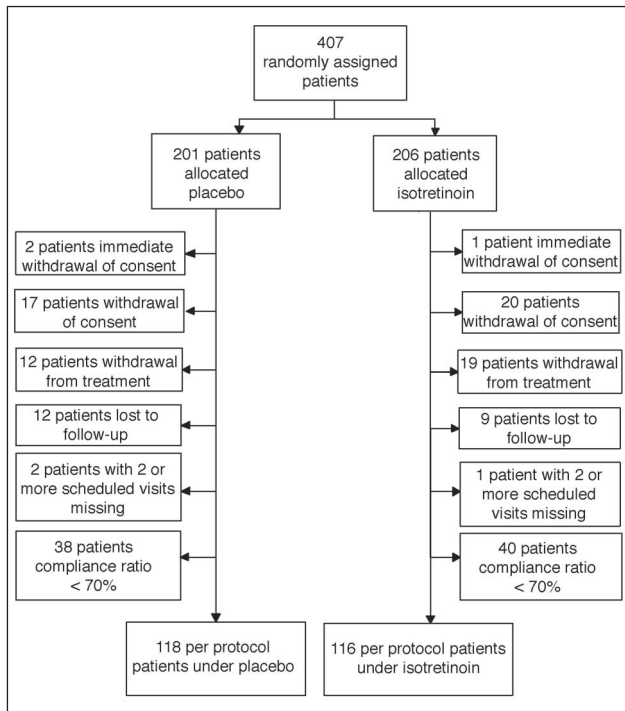 407
randomly assigned
patients
201 patients
allocated
placebo
206 patients
allocated
isotretinoin
2 patients immediate
withdrawal of consent
1 patient immediate
withdrawal of consent
17 patients withdrawal
of consent
20 patients
withdrawal of consent
12 patients withdrawal
from treatment
19 patients withdrawal
from treatment
12 patients lost to
follow-up
9 patients lost to
follow-up
2 patients with 2 or
more scheduled visits
missing
1 patient with 2 or
more scheduled
visits missing
38 patients
compliance ratio
< 70%
40 patients
compliance ratio
< 70%
118 per protocol
patients under placebo
116 per protocol patients
under isotretinoin